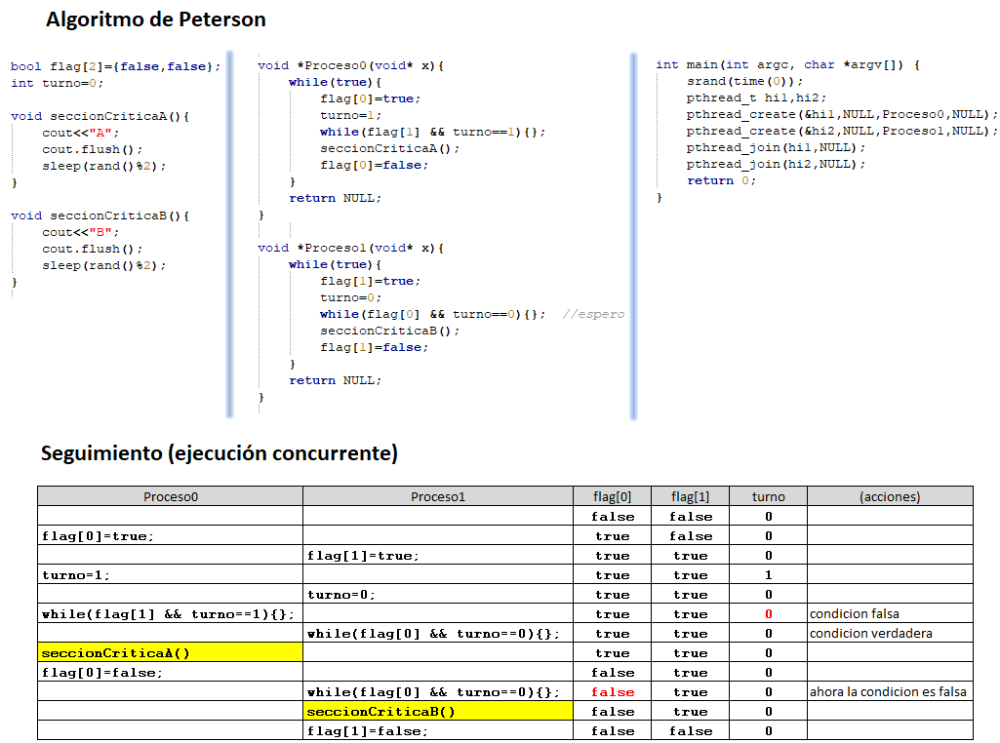 Algoritmo de Peterson
bool flag[2]={false,false};
int turno=0;
void seccionCriticaA(){
cout<<"A";
cout.flush();
sleep(rand()%2);
}
void seccionCriticaB(){
cout<<"B";
cout.flush();
sleep(rand()%2);
}
void *Proceso0(void* x){
while(true){
flag[0]=true;
turno=1;
while(flag[1] && turno==1){};
seccionCriticaA();
flag[0]=false;
}
return NULL;
}
void *Proceso1(void* x){
while(true){
flag[1]=true;
turno=0;
while(flag[0] && turno==0){}; //espero
seccionCriticaB();
flag[1]=false;
}
return NULL;
}
int main(int argc, char *argv[]) {
srand(time(0));
pthread_t hi1,hi2;
pthread_create(&hi1,NULL,Proceso0,NULL);
pthread_create(&hi2,NULL,Proceso1,NULL);
pthread_join(hi1,NULL);
pthread_join(hi2,NULL);
return 0;
}
Seguimiento (ejecución concurrente)
Proceso0 Proceso1 flag[0] flag[1] turno (acciones)
false false 0
flag[0]=true; true false 0
flag[1]=true; true true 0
turno=1; true true 1
turno=0; true true 0
while(flag[1] && turno==1){}; true true 0 condicion falsa
while(flag[0] && turno==0){}; true true 0 condicion verdadera
seccionCriticaA() true true 0
flag[0]=false; false true 0
while(flag[0] && turno==0){}; false true 0 ahora la condicion es falsa
seccionCriticaB() false true 0
flag[1]=false; false false 0